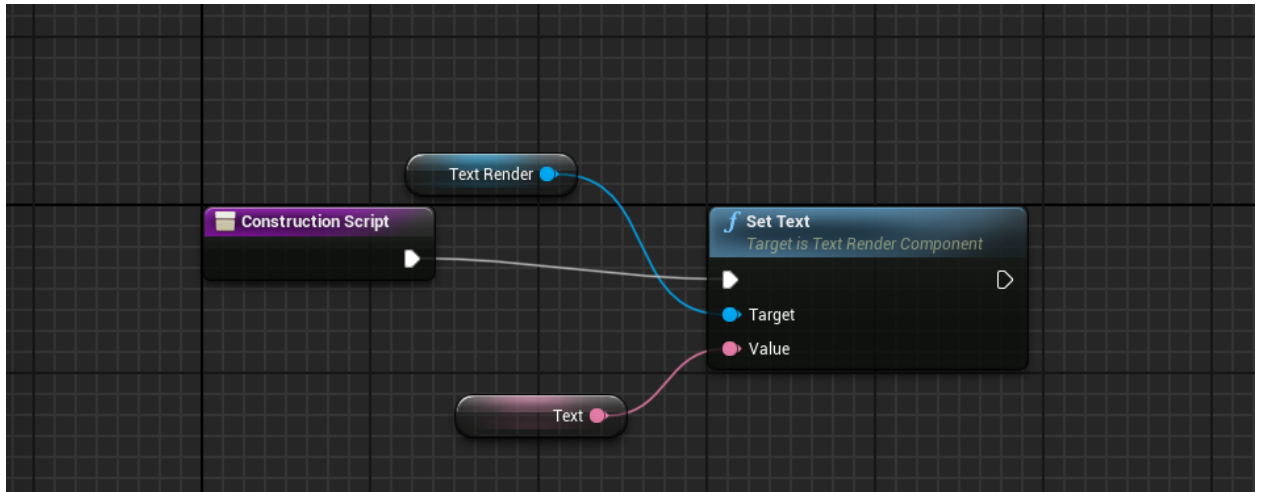 Text Render
Construction Script
f Set Text
Target is Text Render Component
Target
Value
Text